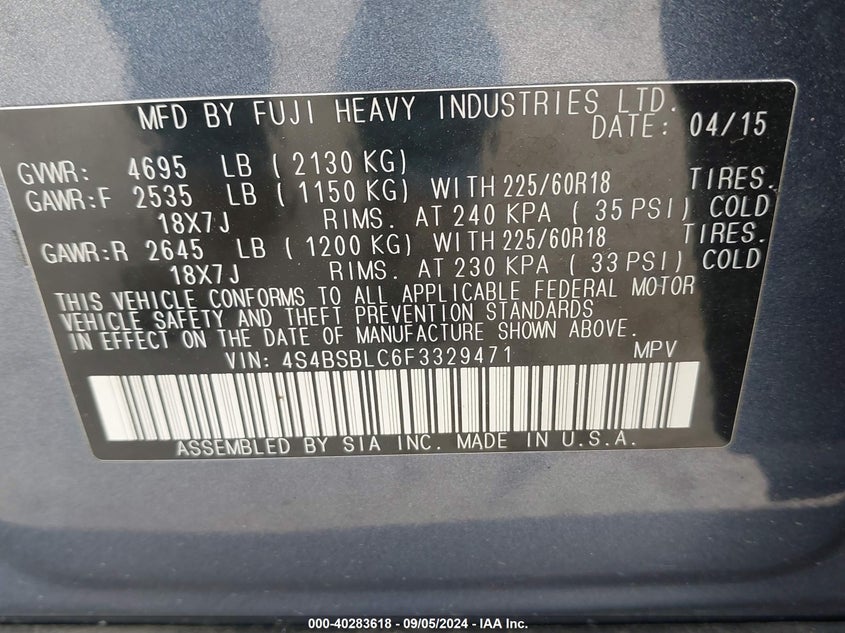 MFD BY FUJI HEAVY INDUSTRIES LTD.
DATE: 04/15
GVWR: 4695 LB ( 2130 KG)
GAWR:F 2535 LB ( 1150 KG) WITH 225/60R18 TIRES.
18X7J RIMS. AT 240 KPA ( 35 PSI) COLD
GAWR:R 2645 LB ( 1200 KG) WITH 225/60R18 TIRES.
18X7J RIMS. AT 230 KPA ( 33 PSI) COLD
THIS VEHICLE CONFORMS TO ALL APPLICABLE FEDERAL MOTOR
VEHICLE SAFETY AND THEFT PREVENTION STANDARDS
IN EFFECT ON THE DATE OF MANUFACTURE SHOWN ABOVE.
VIN: 4S4BSBLC6F3329471 MPV
ASSEMBLED BY SIA INC. MADE IN U.S.A.
000-40283618 - 09/05/2024 - IAA Inc.